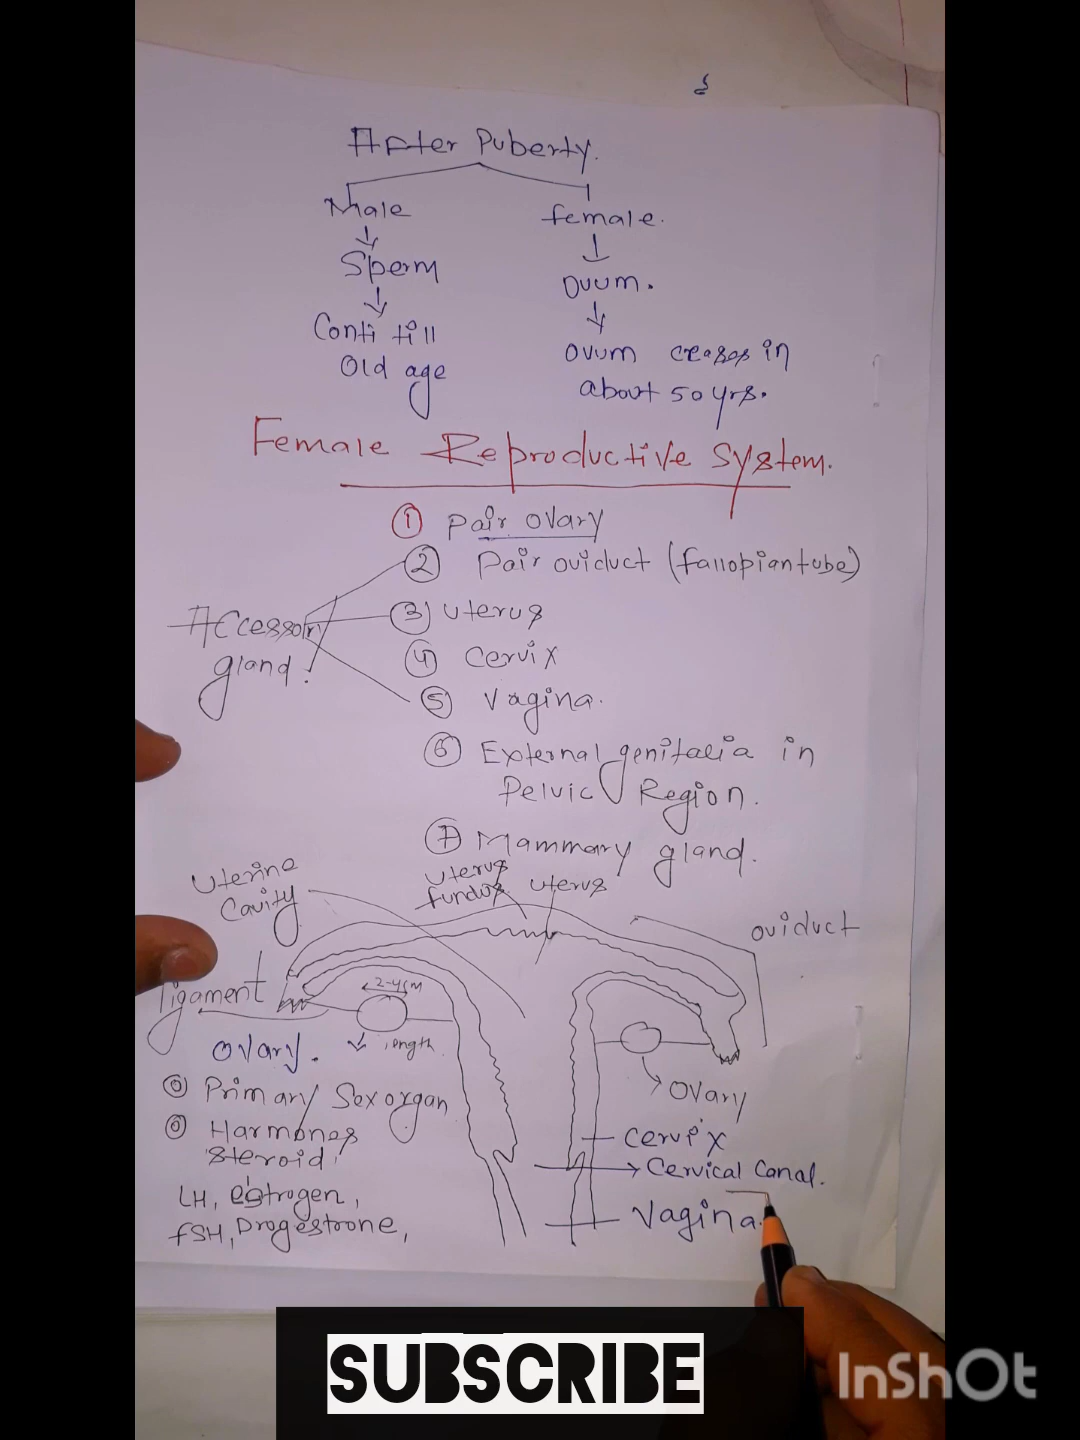 After Puberty.
Male
female.
Sperm
Ovum.
Conti till
Old age
Ovum ceases in
about 50 yrs.
Female Reproductive System.
① Pair Ovary
② Pair oviduct (fallopian tube)
③ Uterus
④ Cervix
⑤ Vagina.
Accessory
gland.
⑥ External genitalia in
Pelvic Region.
⑦ Mammary gland.
Uterine
Cavity
Uterus
fundus
Uterus
oviduct
ligament
2-4cm
length
Ovary.
Ovary
Primary Sex organ
Harmones
Steroid
LH, estrogen,
FSH, Progestrone,
Cervix
Cervical Canal.
Vagina.
SUBSCRIBE
InShOt